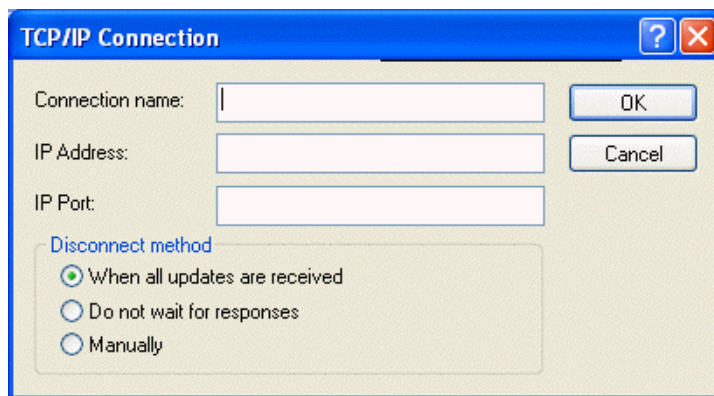 TCP/IP Connection
?
Connection name:
OK
IP Address:
Cancel
IP Port:
Disconnect method
When all updates are received
Do not wait for responses
Manually